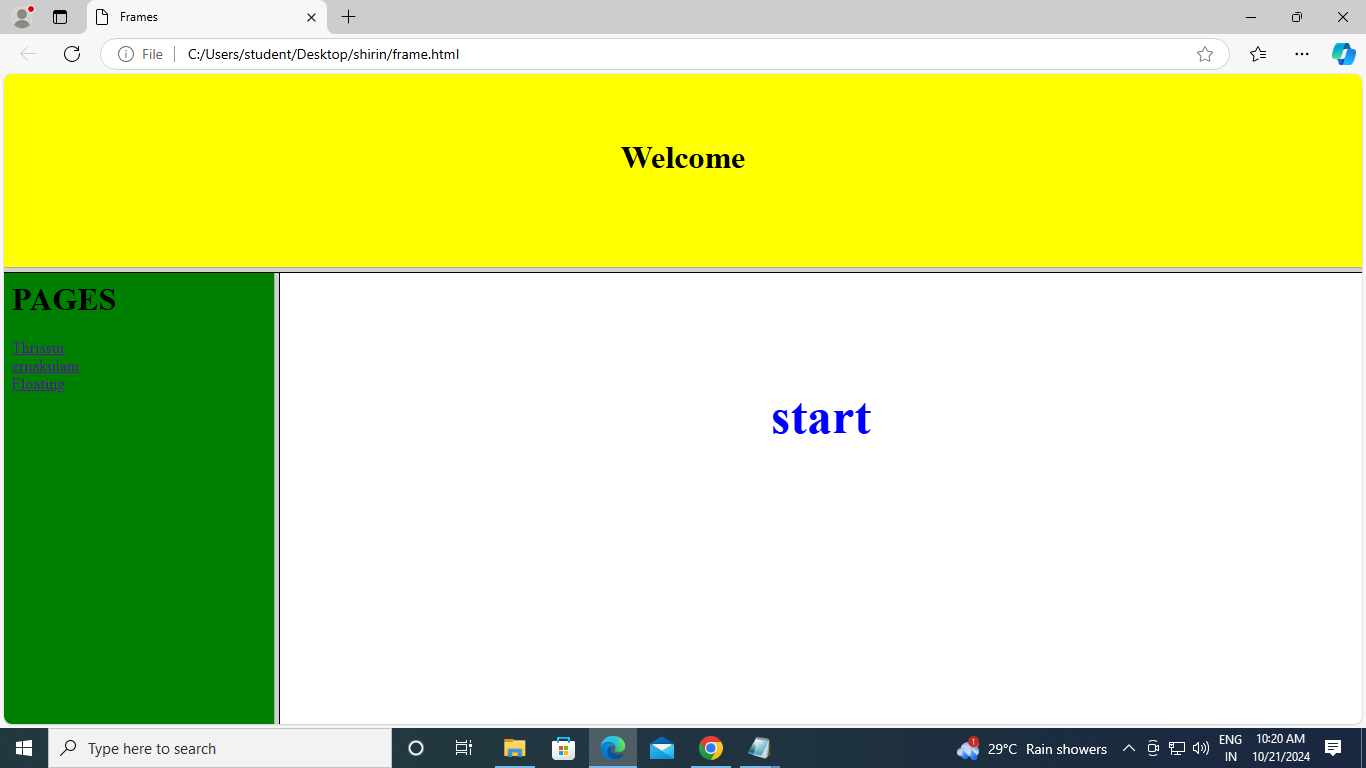 Frames
File
C:/Users/student/Desktop/shirin/frame.html
Welcome
PAGES
Thrissur
ernakulam
Floating
start
Type here to search
1
29°C Rain showers
ENG
IN
10:20 AM
10/21/2024